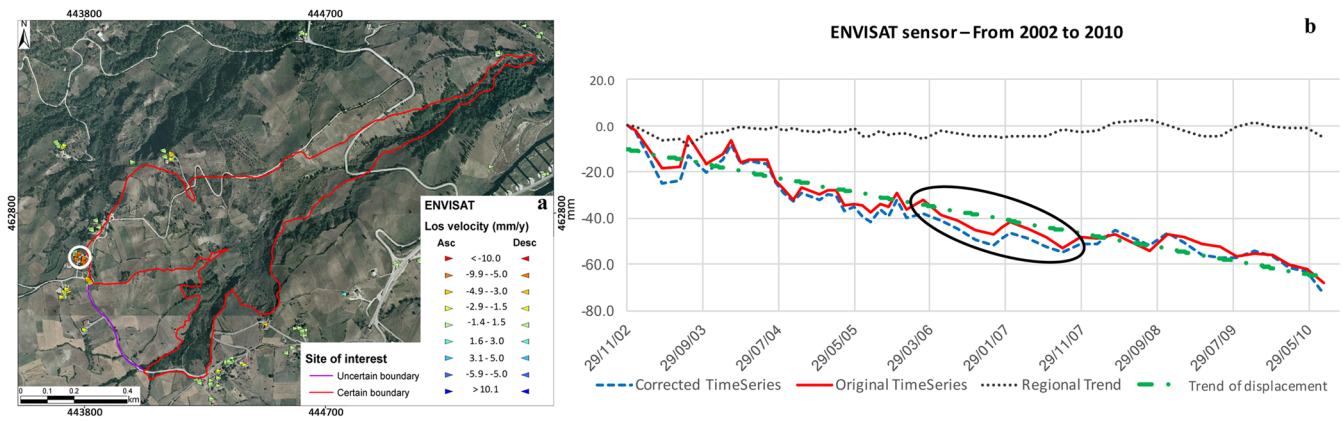 443800
444700
N
462800
462800
a
ENVISAT
Los velocity (mm/y)
Asc
Desc
<-10.0
-9.9 --5.0
-4.9 --3.0
-2.9 --1.5
-1.4 - 1.5
1.6 - 3.0
3.1 - 5.0
-5.9 --5.0
>10.1
Site of interest
Uncertain boundary
Certain boundary
0
0.1
0.2
0.4
km
443800
444700
ENVISAT sensor – From 2002 to 2010
b
mm
20.0
0.0
-20.0
-40.0
-60.0
-80.0
29/11/02
29/09/03
29/07/04
29/05/05
29/03/06
29/01/07
29/11/07
29/09/08
29/07/09
29/05/10
Corrected TimeSeries
Original TimeSeries
Regional Trend
Trend of displacement